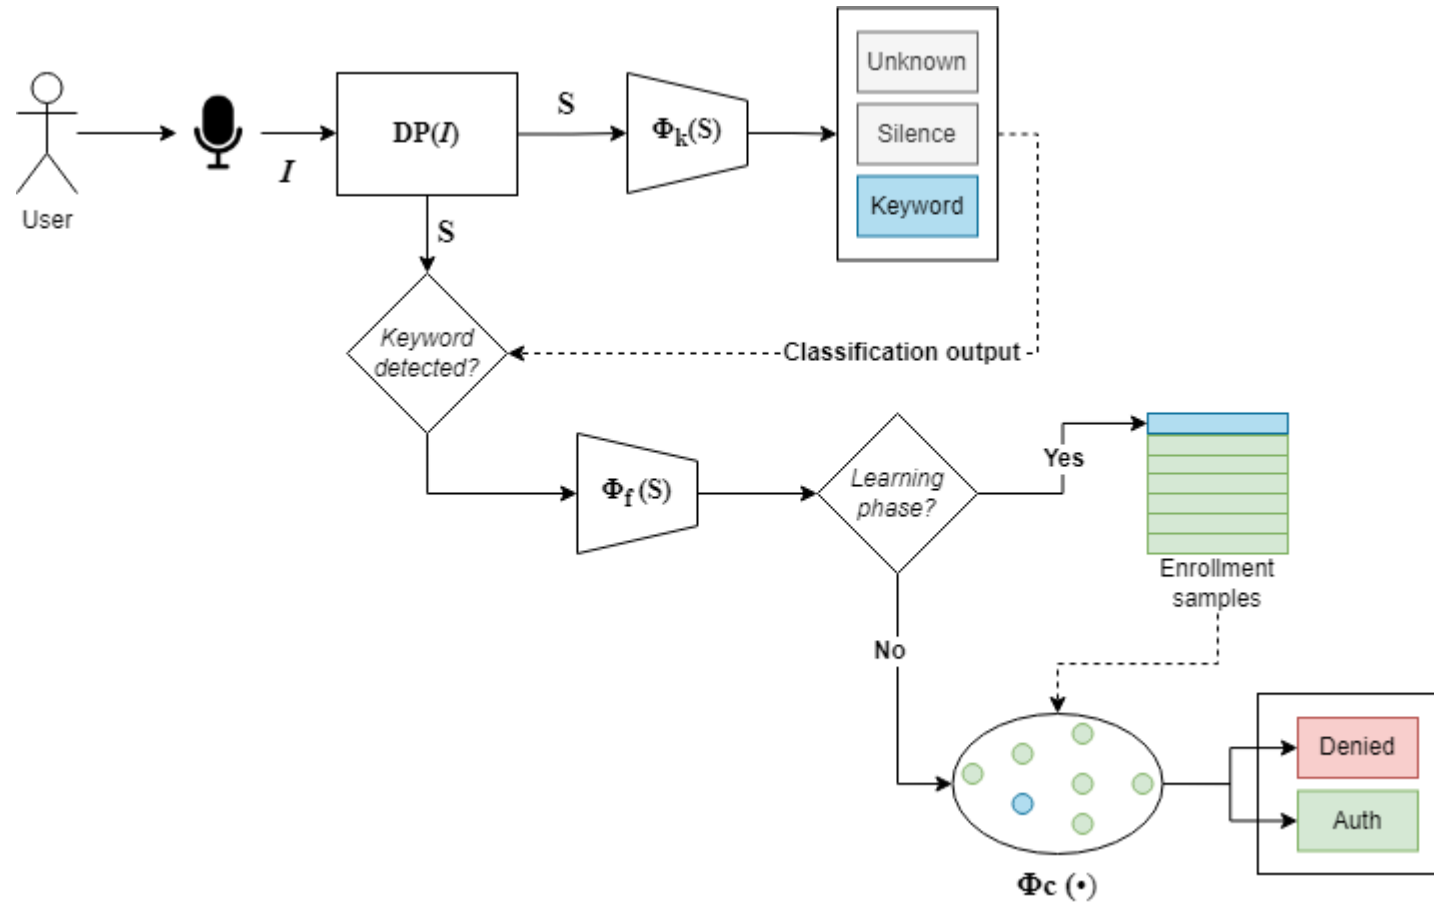 User
I
DP(I)
S
Φk(S)
Unknown
Silence
Keyword
S
Keyword
detected?
Classification output
Φf (S)
Learning
phase?
Yes
Enrollment
samples
No
Φc (•)
Denied
Auth